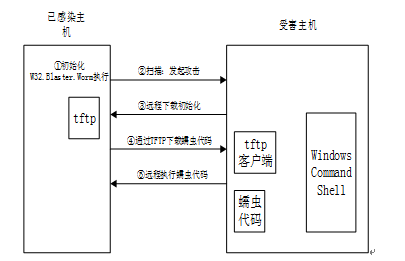 已感染主
机
受害主机
①初始化
W32.Blaster.Worm执行
②扫描；发起攻击
tftp
③远程下载初始化
④通过TFTP下载蠕虫代码
tftp
客户端
Windows
Command
Shell
⑤远程执行蠕虫代码
蠕虫
代码